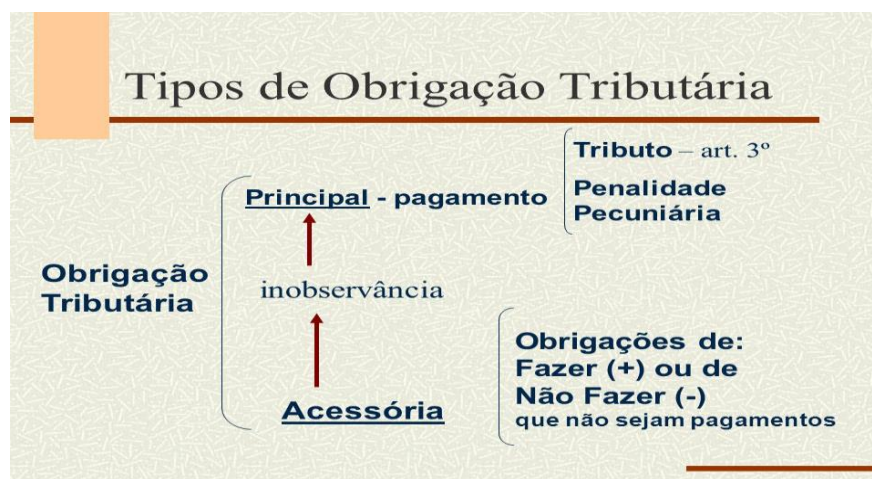 Tipos de Obrigação Tributária
Tributo – art. 3º
Principal - pagamento
Penalidade
Pecuniária
Obrigação
Tributária
inobservância
Acessória
Obrigações de:
Fazer (+) ou de
Não Fazer (-)
que não sejam pagamentos